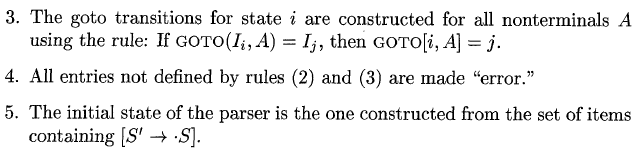 3. The goto transitions for state i are constructed for all nonterminals A
using the rule: If GOTO(Iᵢ, A) = Iⱼ, then GOTO[i, A] = j.
4. All entries not defined by rules (2) and (3) are made “error.”
5. The initial state of the parser is the one constructed from the set of items
containing [S′ → ·S].